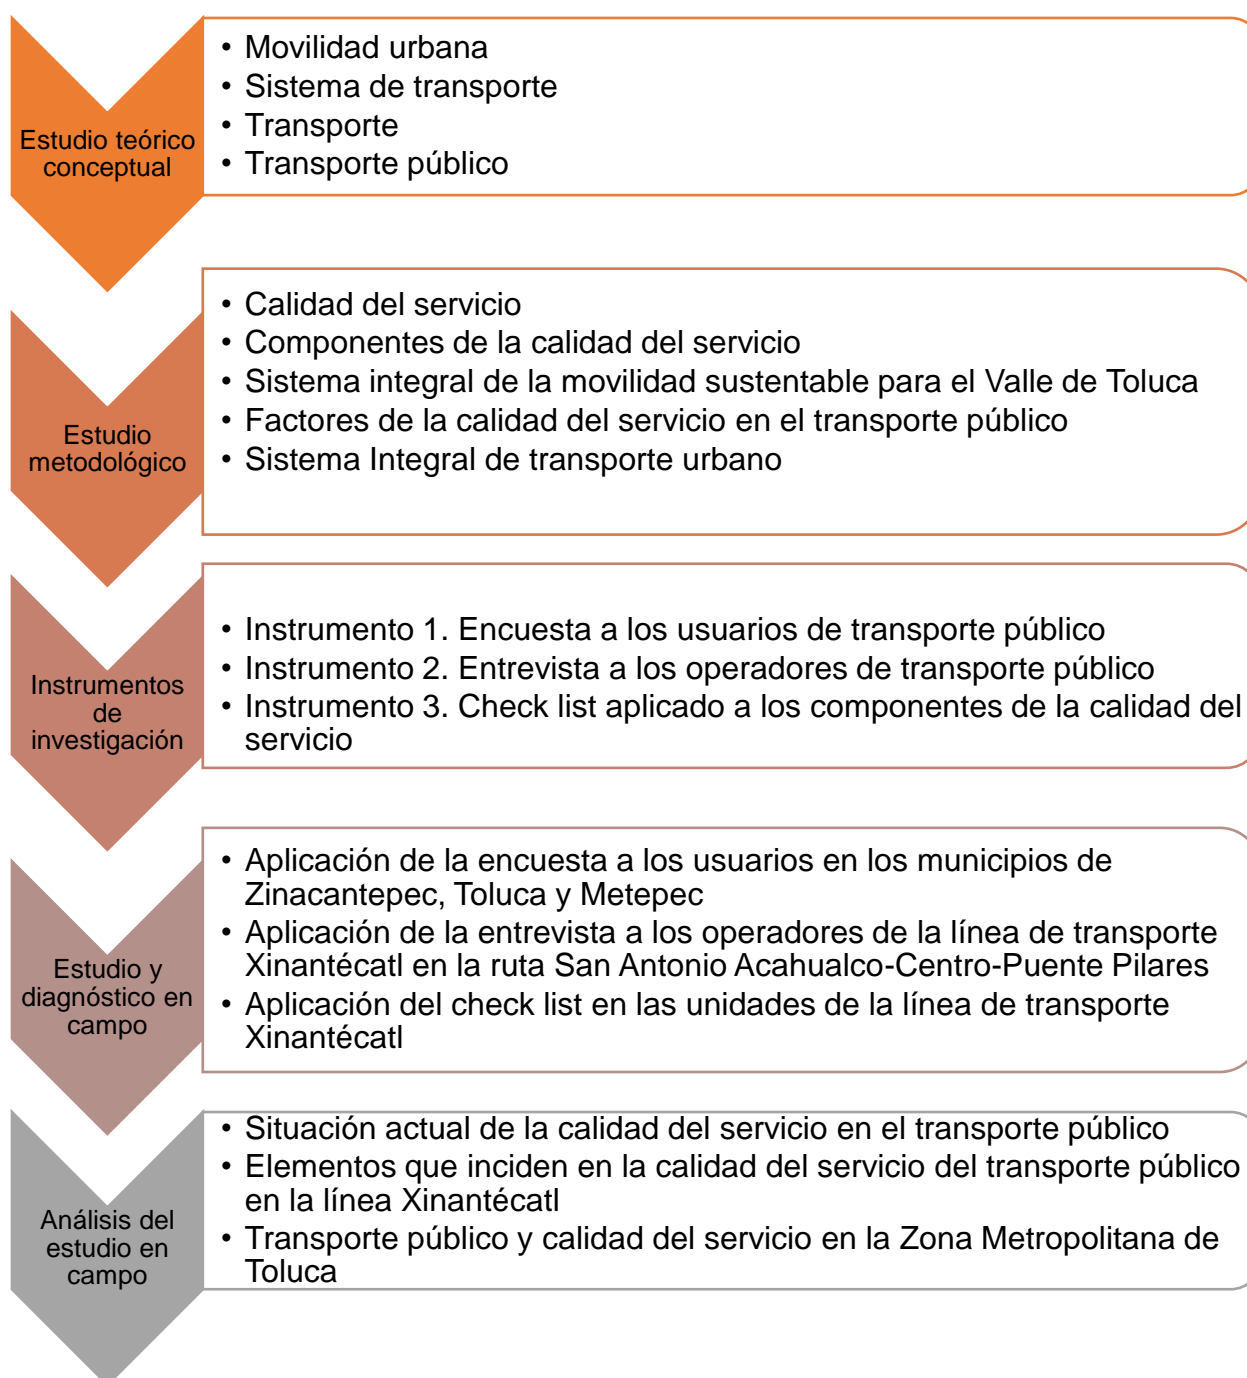 Estudio teórico
conceptual
• Movilidad urbana
• Sistema de transporte
• Transporte
• Transporte público
Estudio
metodológico
• Calidad del servicio
• Componentes de la calidad del servicio
• Sistema integral de la movilidad sustentable para el Valle de Toluca
• Factores de la calidad del servicio en el transporte público
• Sistema Integral de transporte urbano
Instrumentos
de
investigación
• Instrumento 1. Encuesta a los usuarios de transporte público
• Instrumento 2. Entrevista a los operadores de transporte público
• Instrumento 3. Check list aplicado a los componentes de la calidad del
servicio
Estudio y
diagnóstico en
campo
• Aplicación de la encuesta a los usuarios en los municipios de
Zinacantepec, Toluca y Metepec
• Aplicación de la entrevista a los operadores de la línea de transporte
Xinantécatl en la ruta San Antonio Acahualco-Centro-Puente Pilares
• Aplicación del check list en las unidades de la línea de transporte
Xinantécatl
Análisis del
estudio en
campo
• Situación actual de la calidad del servicio en el transporte público
• Elementos que inciden en la calidad del servicio del transporte público
en la línea Xinantécatl
• Transporte público y calidad del servicio en la Zona Metropolitana de
Toluca